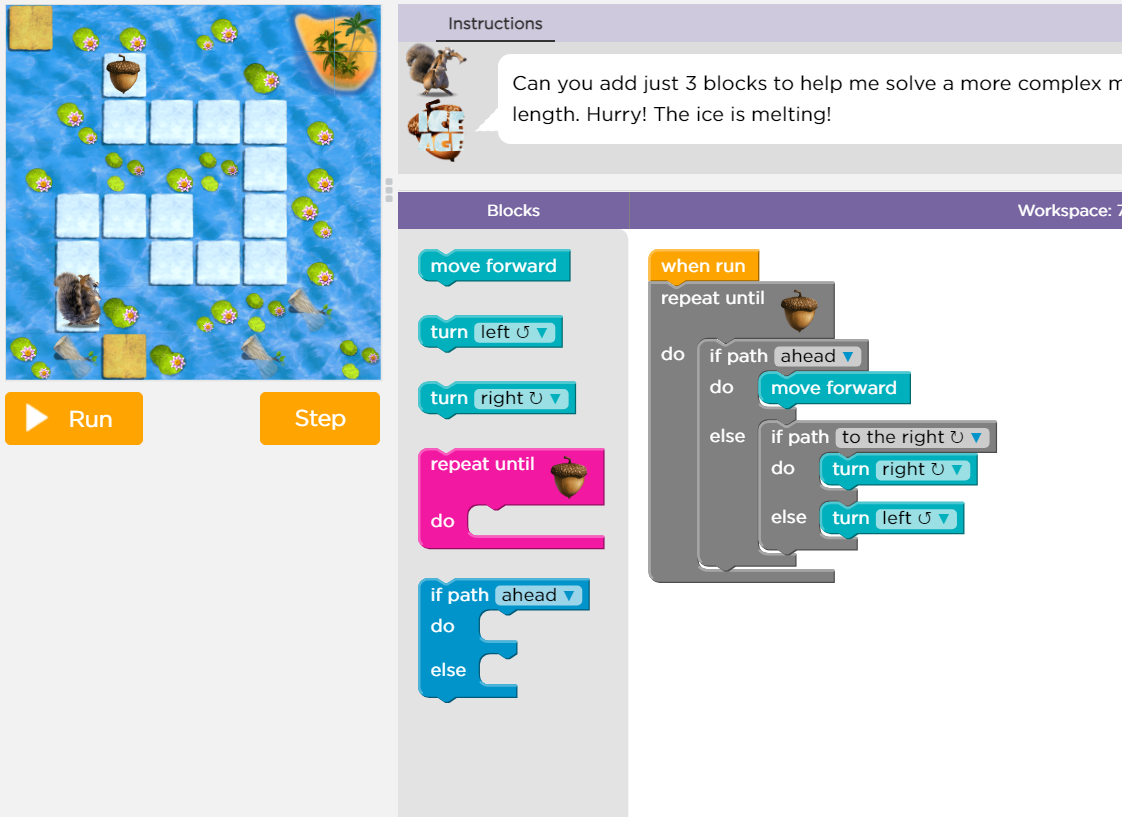 Instructions
Can you add just 3 blocks to help me solve a more complex m
length. Hurry! The ice is melting!
ICE
AGE
Blocks
Workspace: 7
move forward
turn left ↺ ▼
turn right ↻ ▼
repeat until
do
if path ahead ▼
do
else
when run
repeat until
do
if path ahead ▼
do move forward
else
if path to the right ↻ ▼
do turn right ↻ ▼
else turn left ↺ ▼
Run
Step